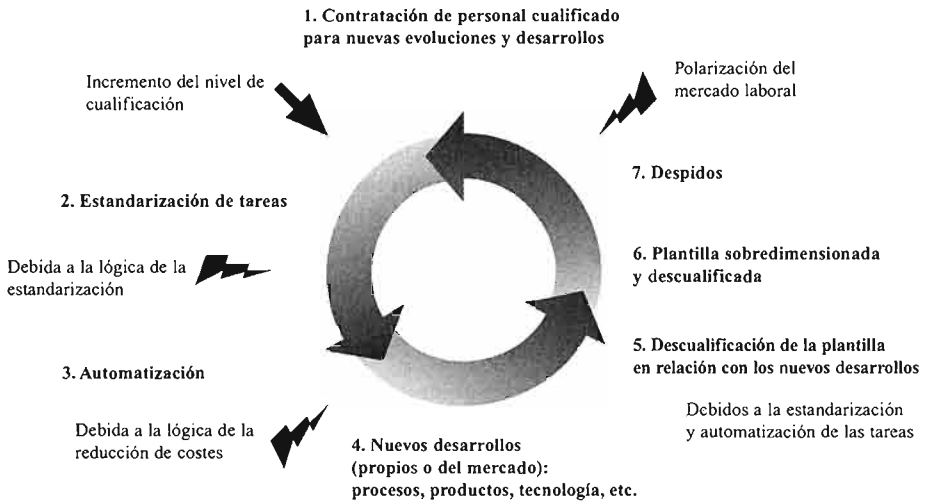 1. Contratación de personal cualificado
para nuevas evoluciones y desarrollos
Incremento del nivel de
cualificación
2. Estandarización de tareas
Debida a la lógica de la
estandarización
3. Automatización
Debida a la lógica de la
reducción de costes
4. Nuevos desarrollos
(propios o del mercado):
procesos, productos, tecnología, etc.
5. Descualificación de la plantilla
en relación con los nuevos desarrollos
Debidos a la estandarización
y automatización de las tareas
6. Plantilla sobredimensionada
y descualificada
7. Despidos
Polarización del
mercado laboral